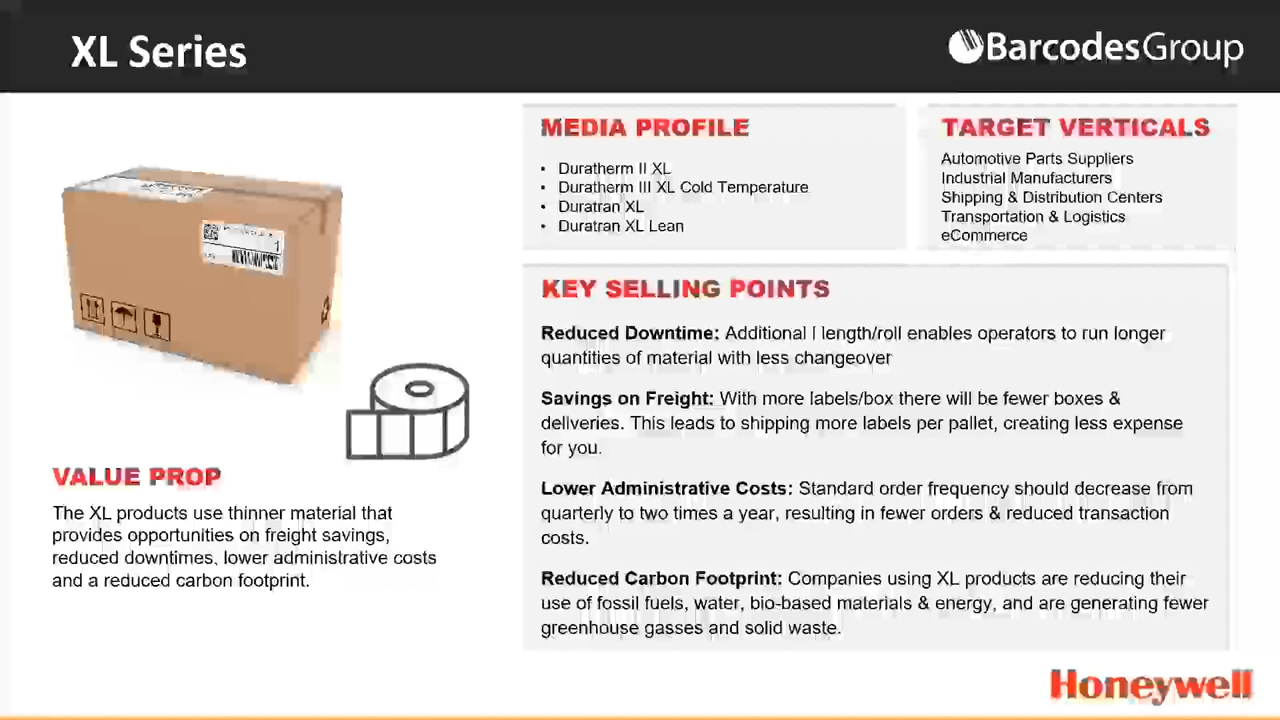 XL Series
BarcodesGroup
MEDIA PROFILE
• Duratherm II XL
• Duratherm III XL Cold Temperature
• Duratran XL
• Duratran XL Lean
TARGET VERTICALS
Automotive Parts Suppliers
Industrial Manufacturers
Shipping & Distribution Centers
Transportation & Logistics
eCommerce
KEY SELLING POINTS
Reduced Downtime: Additional l length/roll enables operators to run longer
quantities of material with less changeover
Savings on Freight: With more labels/box there will be fewer boxes &
deliveries. This leads to shipping more labels per pallet, creating less expense
for you.
Lower Administrative Costs: Standard order frequency should decrease from
quarterly to two times a year, resulting in fewer orders & reduced transaction
costs.
Reduced Carbon Footprint: Companies using XL products are reducing their
use of fossil fuels, water, bio-based materials & energy, and are generating fewer
greenhouse gasses and solid waste.
VALUE PROP
The XL products use thinner material that
provides opportunities on freight savings,
reduced downtimes, lower administrative costs
and a reduced carbon footprint.
Honeywell